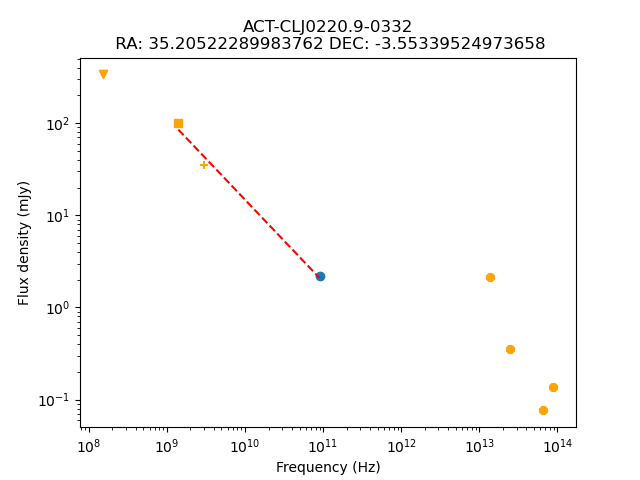 ACT-CLJ0220.9-0332
RA: 35.20522289983762 DEC: -3.55339524973658
Flux density (mJy)
10²
10¹
10⁰
10⁻¹
10⁸ 10⁹ 10¹⁰ 10¹¹ 10¹² 10¹³ 10¹⁴
Frequency (Hz)